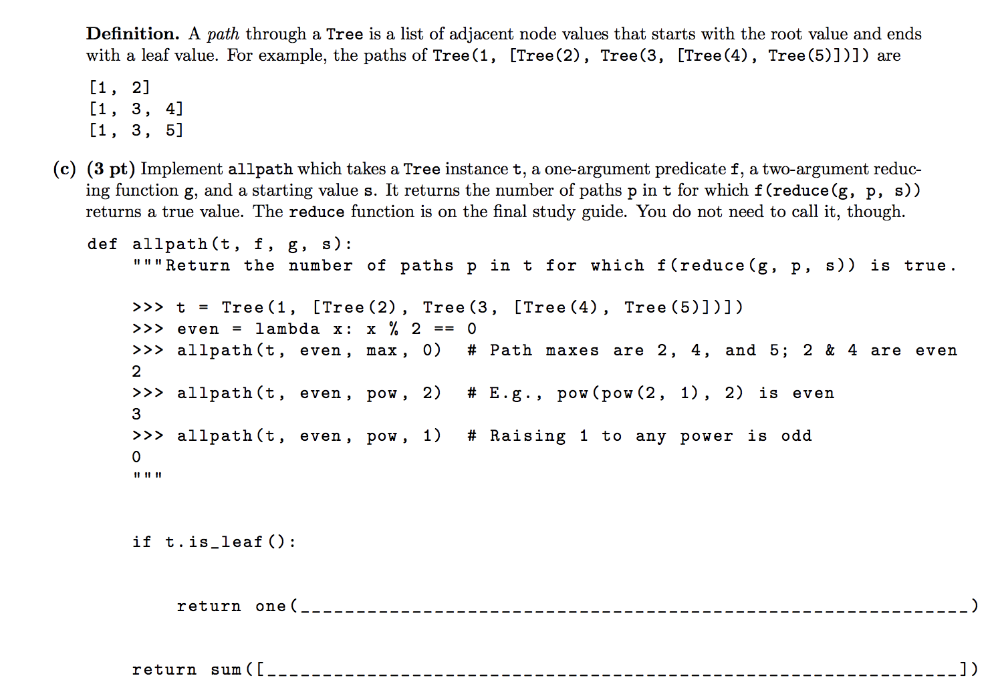 Definition. A path through a Tree is a list of adjacent node values that starts with the root value and ends
with a leaf value. For example, the paths of Tree(1, [Tree(2), Tree(3, [Tree(4), Tree(5)])]) are
[1, 2]
[1, 3, 4]
[1, 3, 5]
(c) (3 pt) Implement allpath which takes a Tree instance t, a one-argument predicate f, a two-argument reduc-
ing function g, and a starting value s. It returns the number of paths p in t for which f(reduce(g, p, s))
returns a true value. The reduce function is on the final study guide. You do not need to call it, though.
def allpath(t, f, g, s):
    """Return the number of paths p in t for which f(reduce(g, p, s)) is true.
    >>> t = Tree(1, [Tree(2), Tree(3, [Tree(4), Tree(5)])])
    >>> even = lambda x: x % 2 == 0
    >>> allpath(t, even, max, 0)  # Path maxes are 2, 4, and 5; 2 & 4 are even
    2
    >>> allpath(t, even, pow, 2)  # E.g., pow(pow(2, 1), 2) is even
    3
    >>> allpath(t, even, pow, 1)  # Raising 1 to any power is odd
    0
    """
    if t.is_leaf():
        return one(____________________________________________________________)
    return sum([______________________________________________________________])